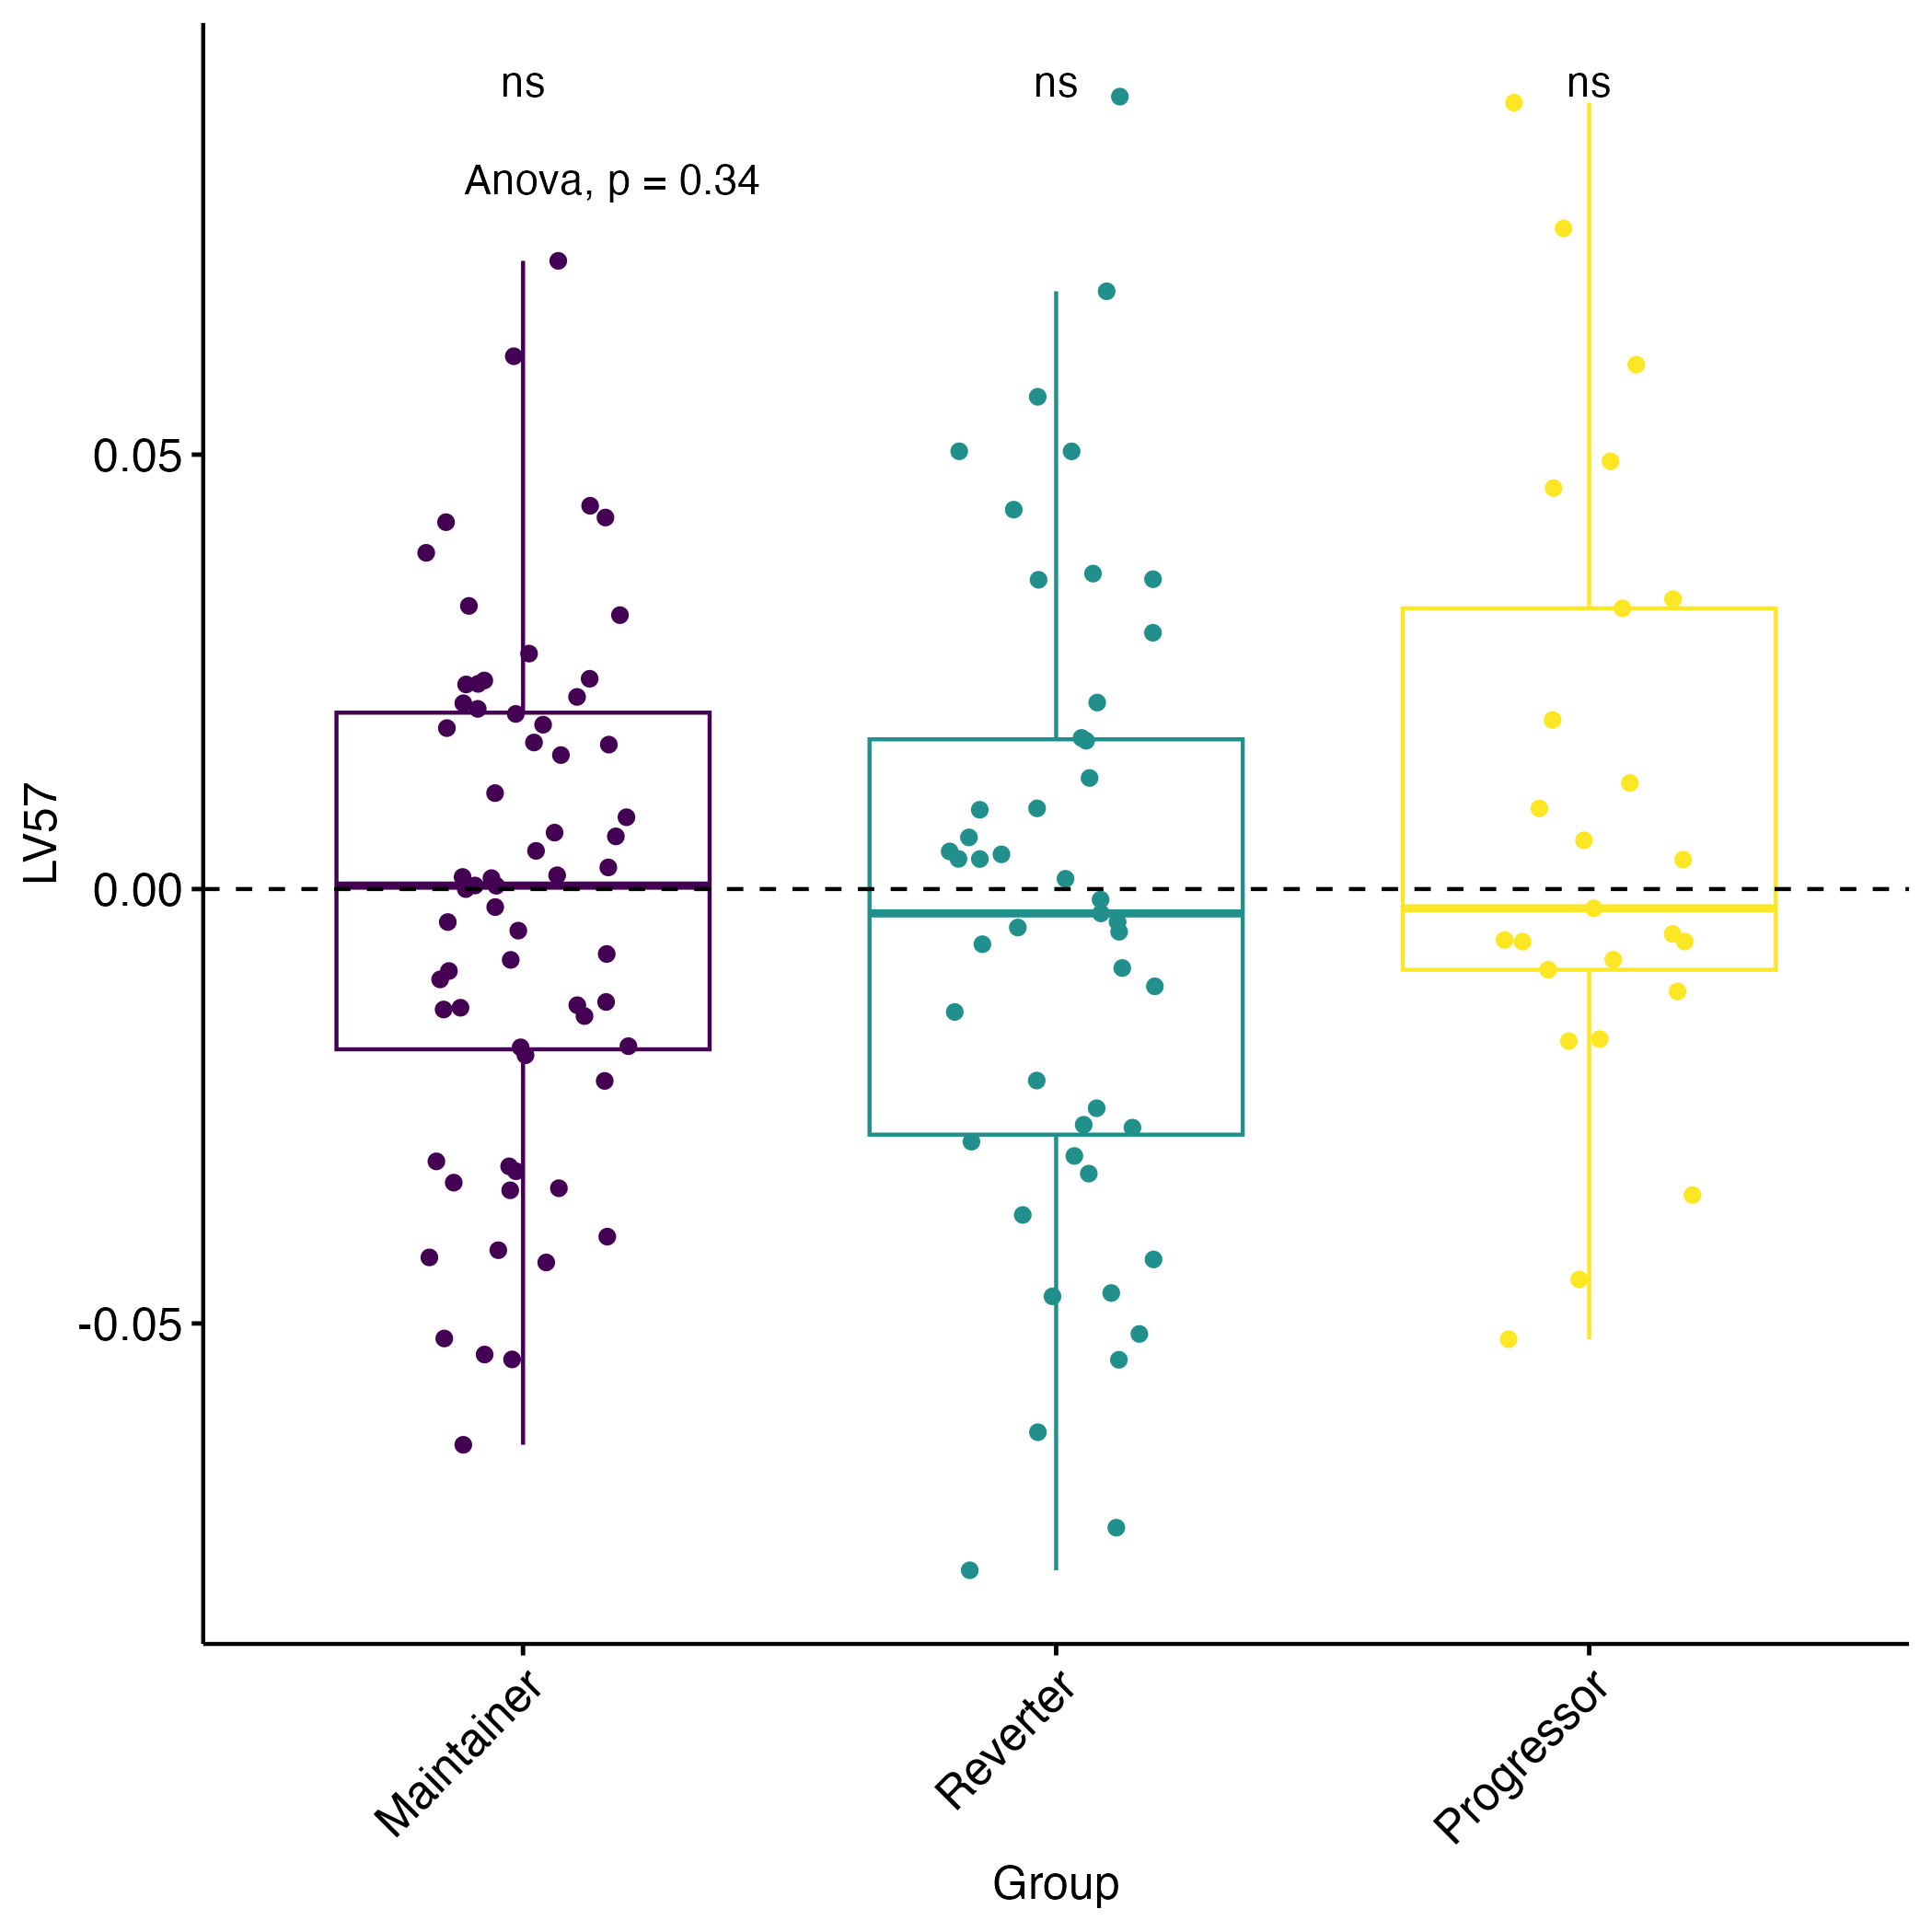 ns ns ns
Anova, p = 0.34
0.05
0.00
-0.05
LV57
Maintainer Reverter Progressor
Group